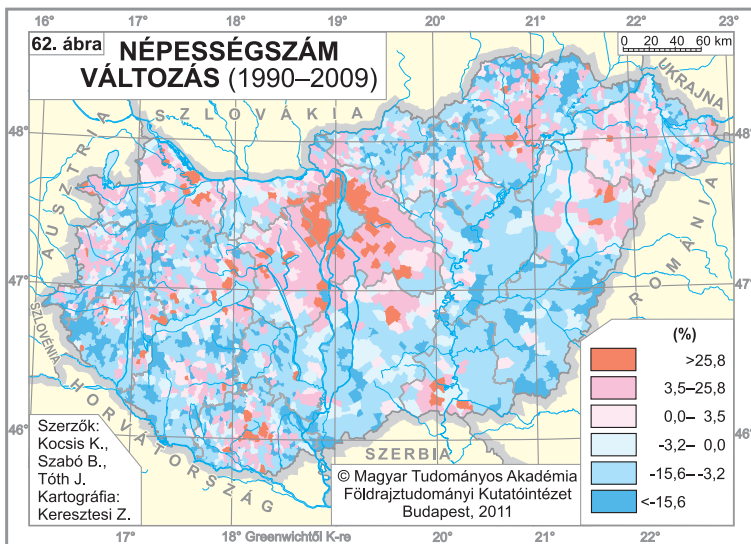 16° 17° 18° 19° 20° 21° 22° 23°
62. ábra
NÉPESSÉGSZÁM
VÁLTOZÁS (1990–2009)
0 20 40 60 km
UKRAJNA
SZLOVÁKIA
AUSZTRIA
48° 48°
ROMÁNIA
47° 47°
SZLOVÉNIA
HORVÁTORSZÁG
(%)
>25,8
3,5–25,8
0,0– 3,5
-3,2– 0,0
-15,6– -3,2
<-15,6
46° 46°
SZERBIA
Szerzők:
Kocsis K.,
Szabó B.,
Tóth J.
Kartográfia:
Keresztesi Z.
© Magyar Tudományos Akadémia
Földrajztudományi Kutatóintézet
Budapest, 2011
17° 18° Greenwichtől K-re 19° 20° 21° 22°